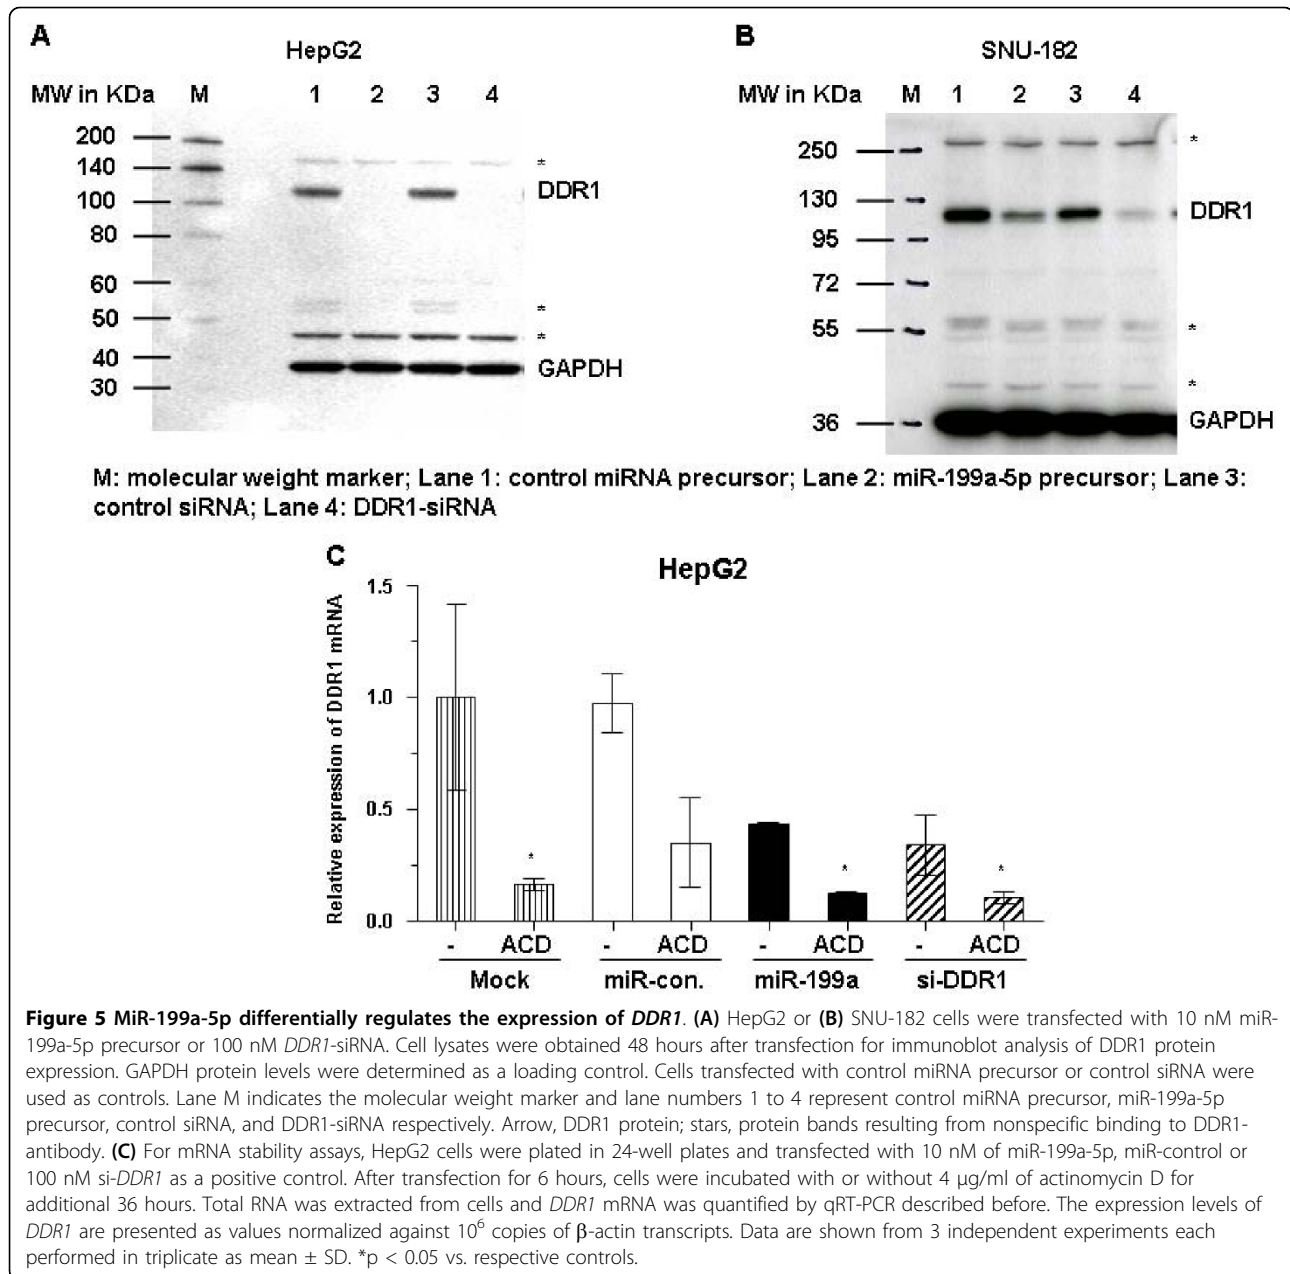 A
HepG2
MW in KDa M 1 2 3 4
200
140
100
80
60
50
40
30
*
DDR1
*
*
GAPDH
B
SNU-182
MW in KDa M 1 2 3 4
250
130
95
72
55
36
*
DDR1
*
*
GAPDH
M: molecular weight marker; Lane 1: control miRNA precursor; Lane 2: miR-199a-5p precursor; Lane 3:
control siRNA; Lane 4: DDR1-siRNA
C
HepG2
Relative expression of DDR1 mRNA
1.5
1.0
0.5
0.0
* * *
- ACD - ACD - ACD - ACD
Mock miR-con. miR-199a si-DDR1
Figure 5 MiR-199a-5p differentially regulates the expression of DDR1. (A) HepG2 or (B) SNU-182 cells were transfected with 10 nM miR-
199a-5p precursor or 100 nM DDR1-siRNA. Cell lysates were obtained 48 hours after transfection for immunoblot analysis of DDR1 protein
expression. GAPDH protein levels were determined as a loading control. Cells transfected with control miRNA precursor or control siRNA were
used as controls. Lane M indicates the molecular weight marker and lane numbers 1 to 4 represent control miRNA precursor, miR-199a-5p
precursor, control siRNA, and DDR1-siRNA respectively. Arrow, DDR1 protein; stars, protein bands resulting from nonspecific binding to DDR1-
antibody. (C) For mRNA stability assays, HepG2 cells were plated in 24-well plates and transfected with 10 nM of miR-199a-5p, miR-control or
100 nM si-DDR1 as a positive control. After transfection for 6 hours, cells were incubated with or without 4 μg/ml of actinomycin D for
additional 36 hours. Total RNA was extracted from cells and DDR1 mRNA was quantified by qRT-PCR described before. The expression levels of
DDR1 are presented as values normalized against 10⁶ copies of β-actin transcripts. Data are shown from 3 independent experiments each
performed in triplicate as mean ± SD. *p < 0.05 vs. respective controls.